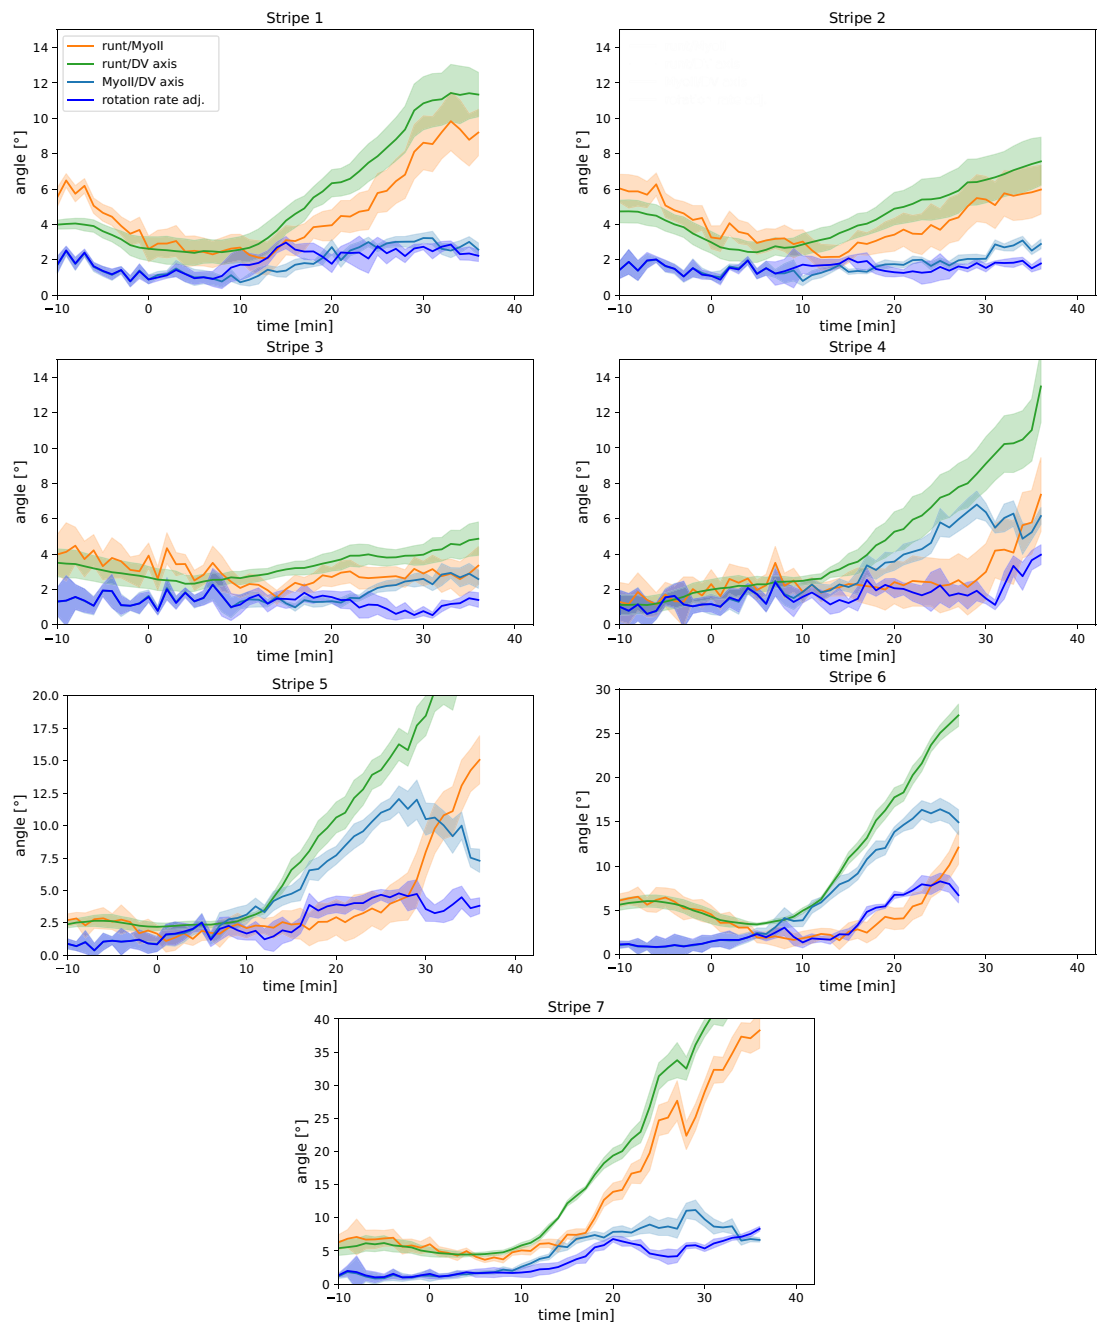 Stripe 1
14
12
10
8
6
4
2
0
angle [°]
runt/MyoII
runt/DV axis
MyoII/DV axis
rotation rate adj.
−10 0 10 20 30 40
time [min]
Stripe 2
14
12
10
8
6
4
2
0
angle [°]
−10 0 10 20 30 40
time [min]
Stripe 3
14
12
10
8
6
4
2
0
angle [°]
−10 0 10 20 30 40
time [min]
Stripe 4
14
12
10
8
6
4
2
0
angle [°]
−10 0 10 20 30 40
time [min]
Stripe 5
20.0
17.5
15.0
12.5
10.0
7.5
5.0
2.5
0.0
angle [°]
−10 0 10 20 30 40
time [min]
Stripe 6
30
25
20
15
10
5
0
angle [°]
−10 0 10 20 30 40
time [min]
Stripe 7
40
35
30
25
20
15
10
5
0
angle [°]
−10 0 10 20 30 40
time [min]